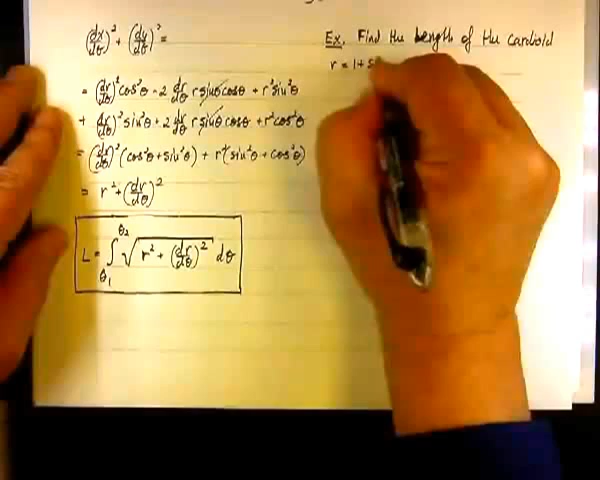 (dx/dθ)² + (dy/dθ)² =
= (dr/dθ)² cos²θ - 2 dr/dθ r sinθ cosθ + r² sin²θ
+ (dr/dθ)² sin²θ + 2 dr/dθ r sinθ cosθ + r² cos²θ
= (dr/dθ)² (cos²θ + sin²θ) + r² (sin²θ + cos²θ)
= r² + (dr/dθ)²
L = ∫θ₁^θ₂ √(r² + (dr/dθ)²) dθ
Ex. Find the length of the cardioid
r = 1 + s